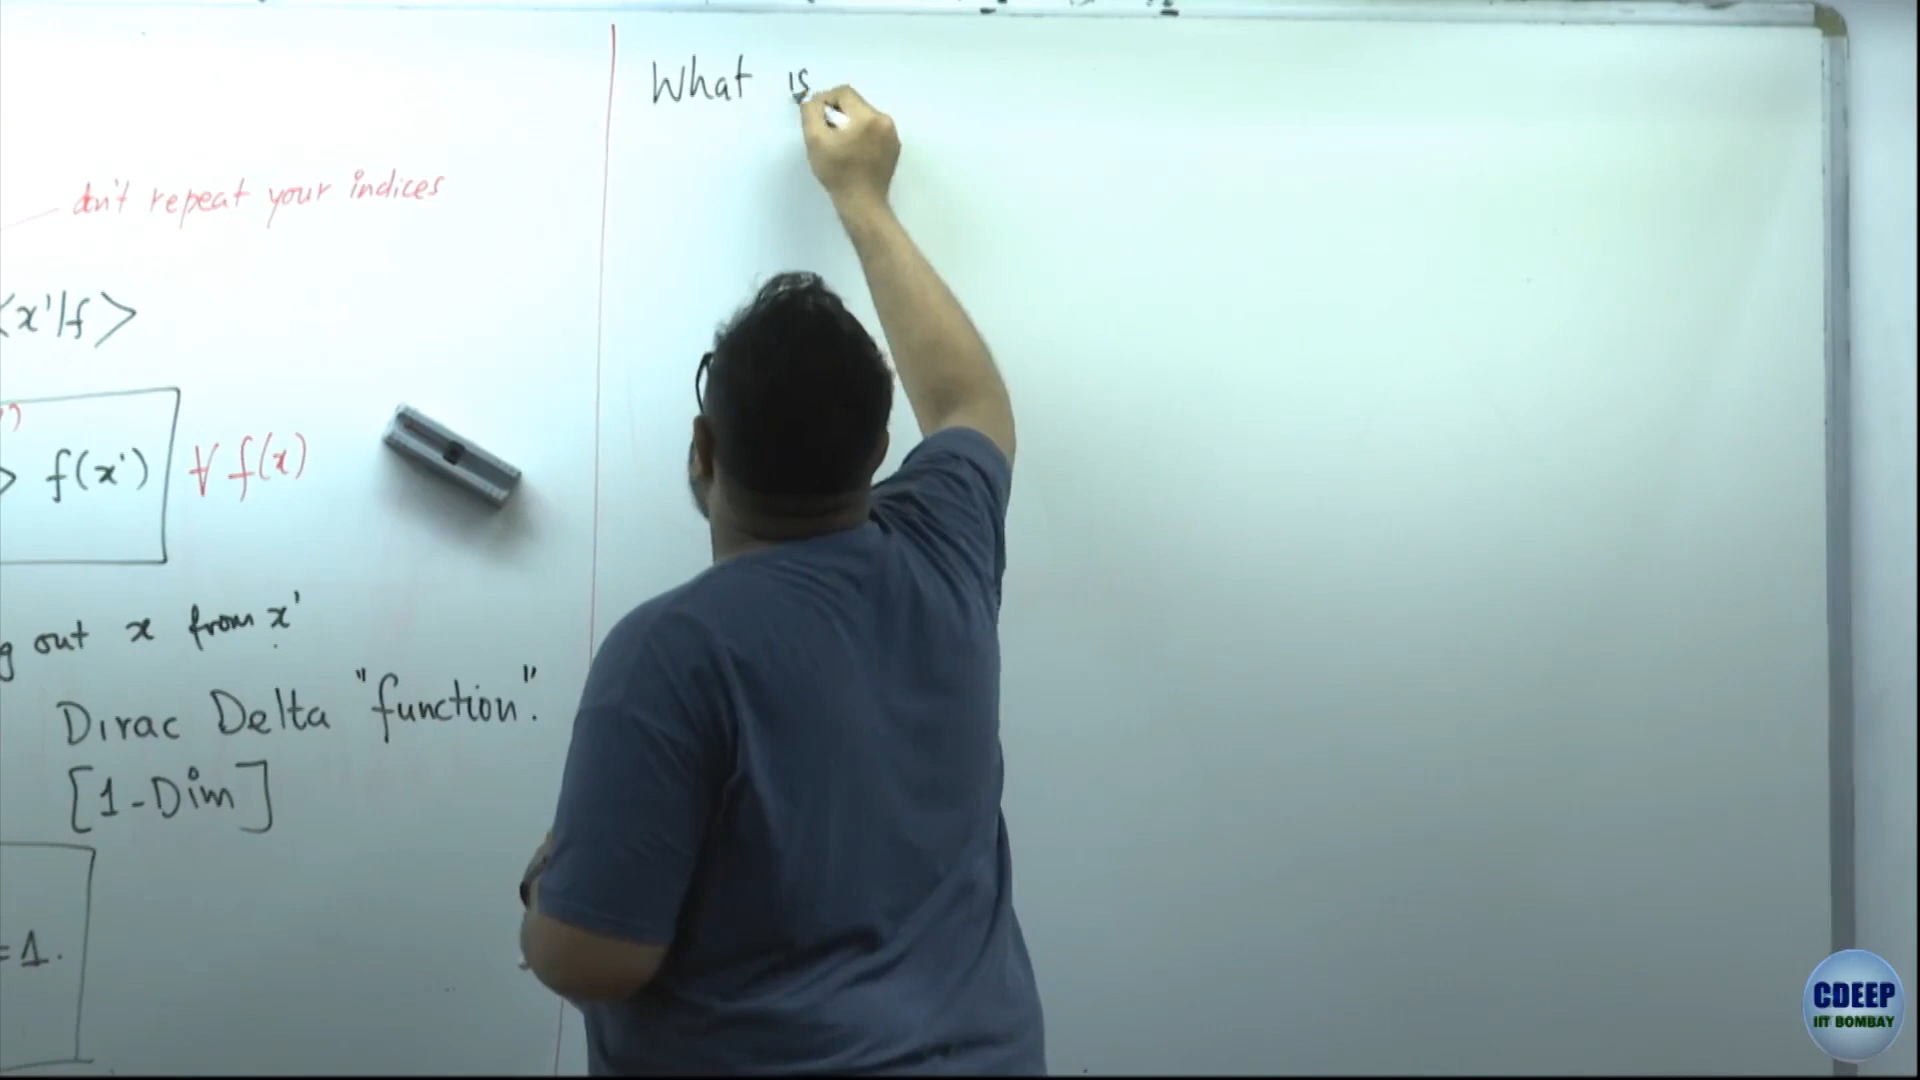 don't repeat your indices
<x'|f>
')
> f(x') ∀ f(x)
g out x from x'
Dirac Delta "function".
[1-Dim]
=1.
What is
CDEEP
IIT BOMBAY